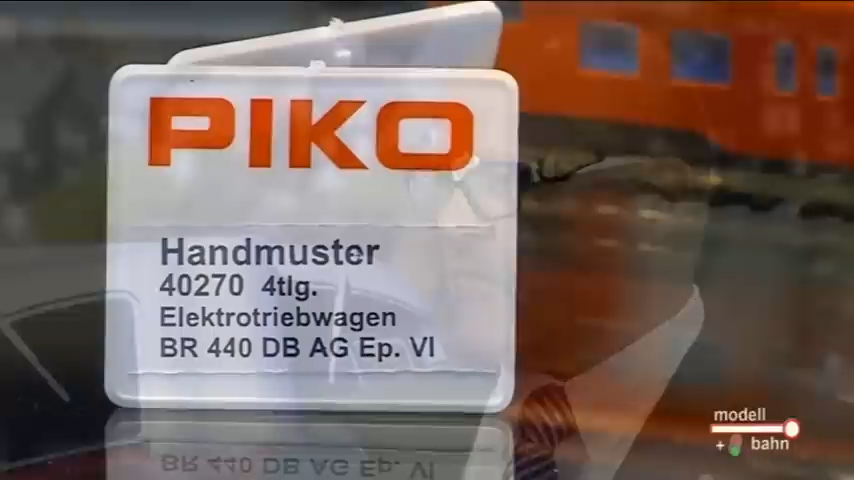 PIKO
Handmuster
40270 4tlg.
Elektrotriebwagen
BR 440 DB AG Ep. VI
modell
+ bahn